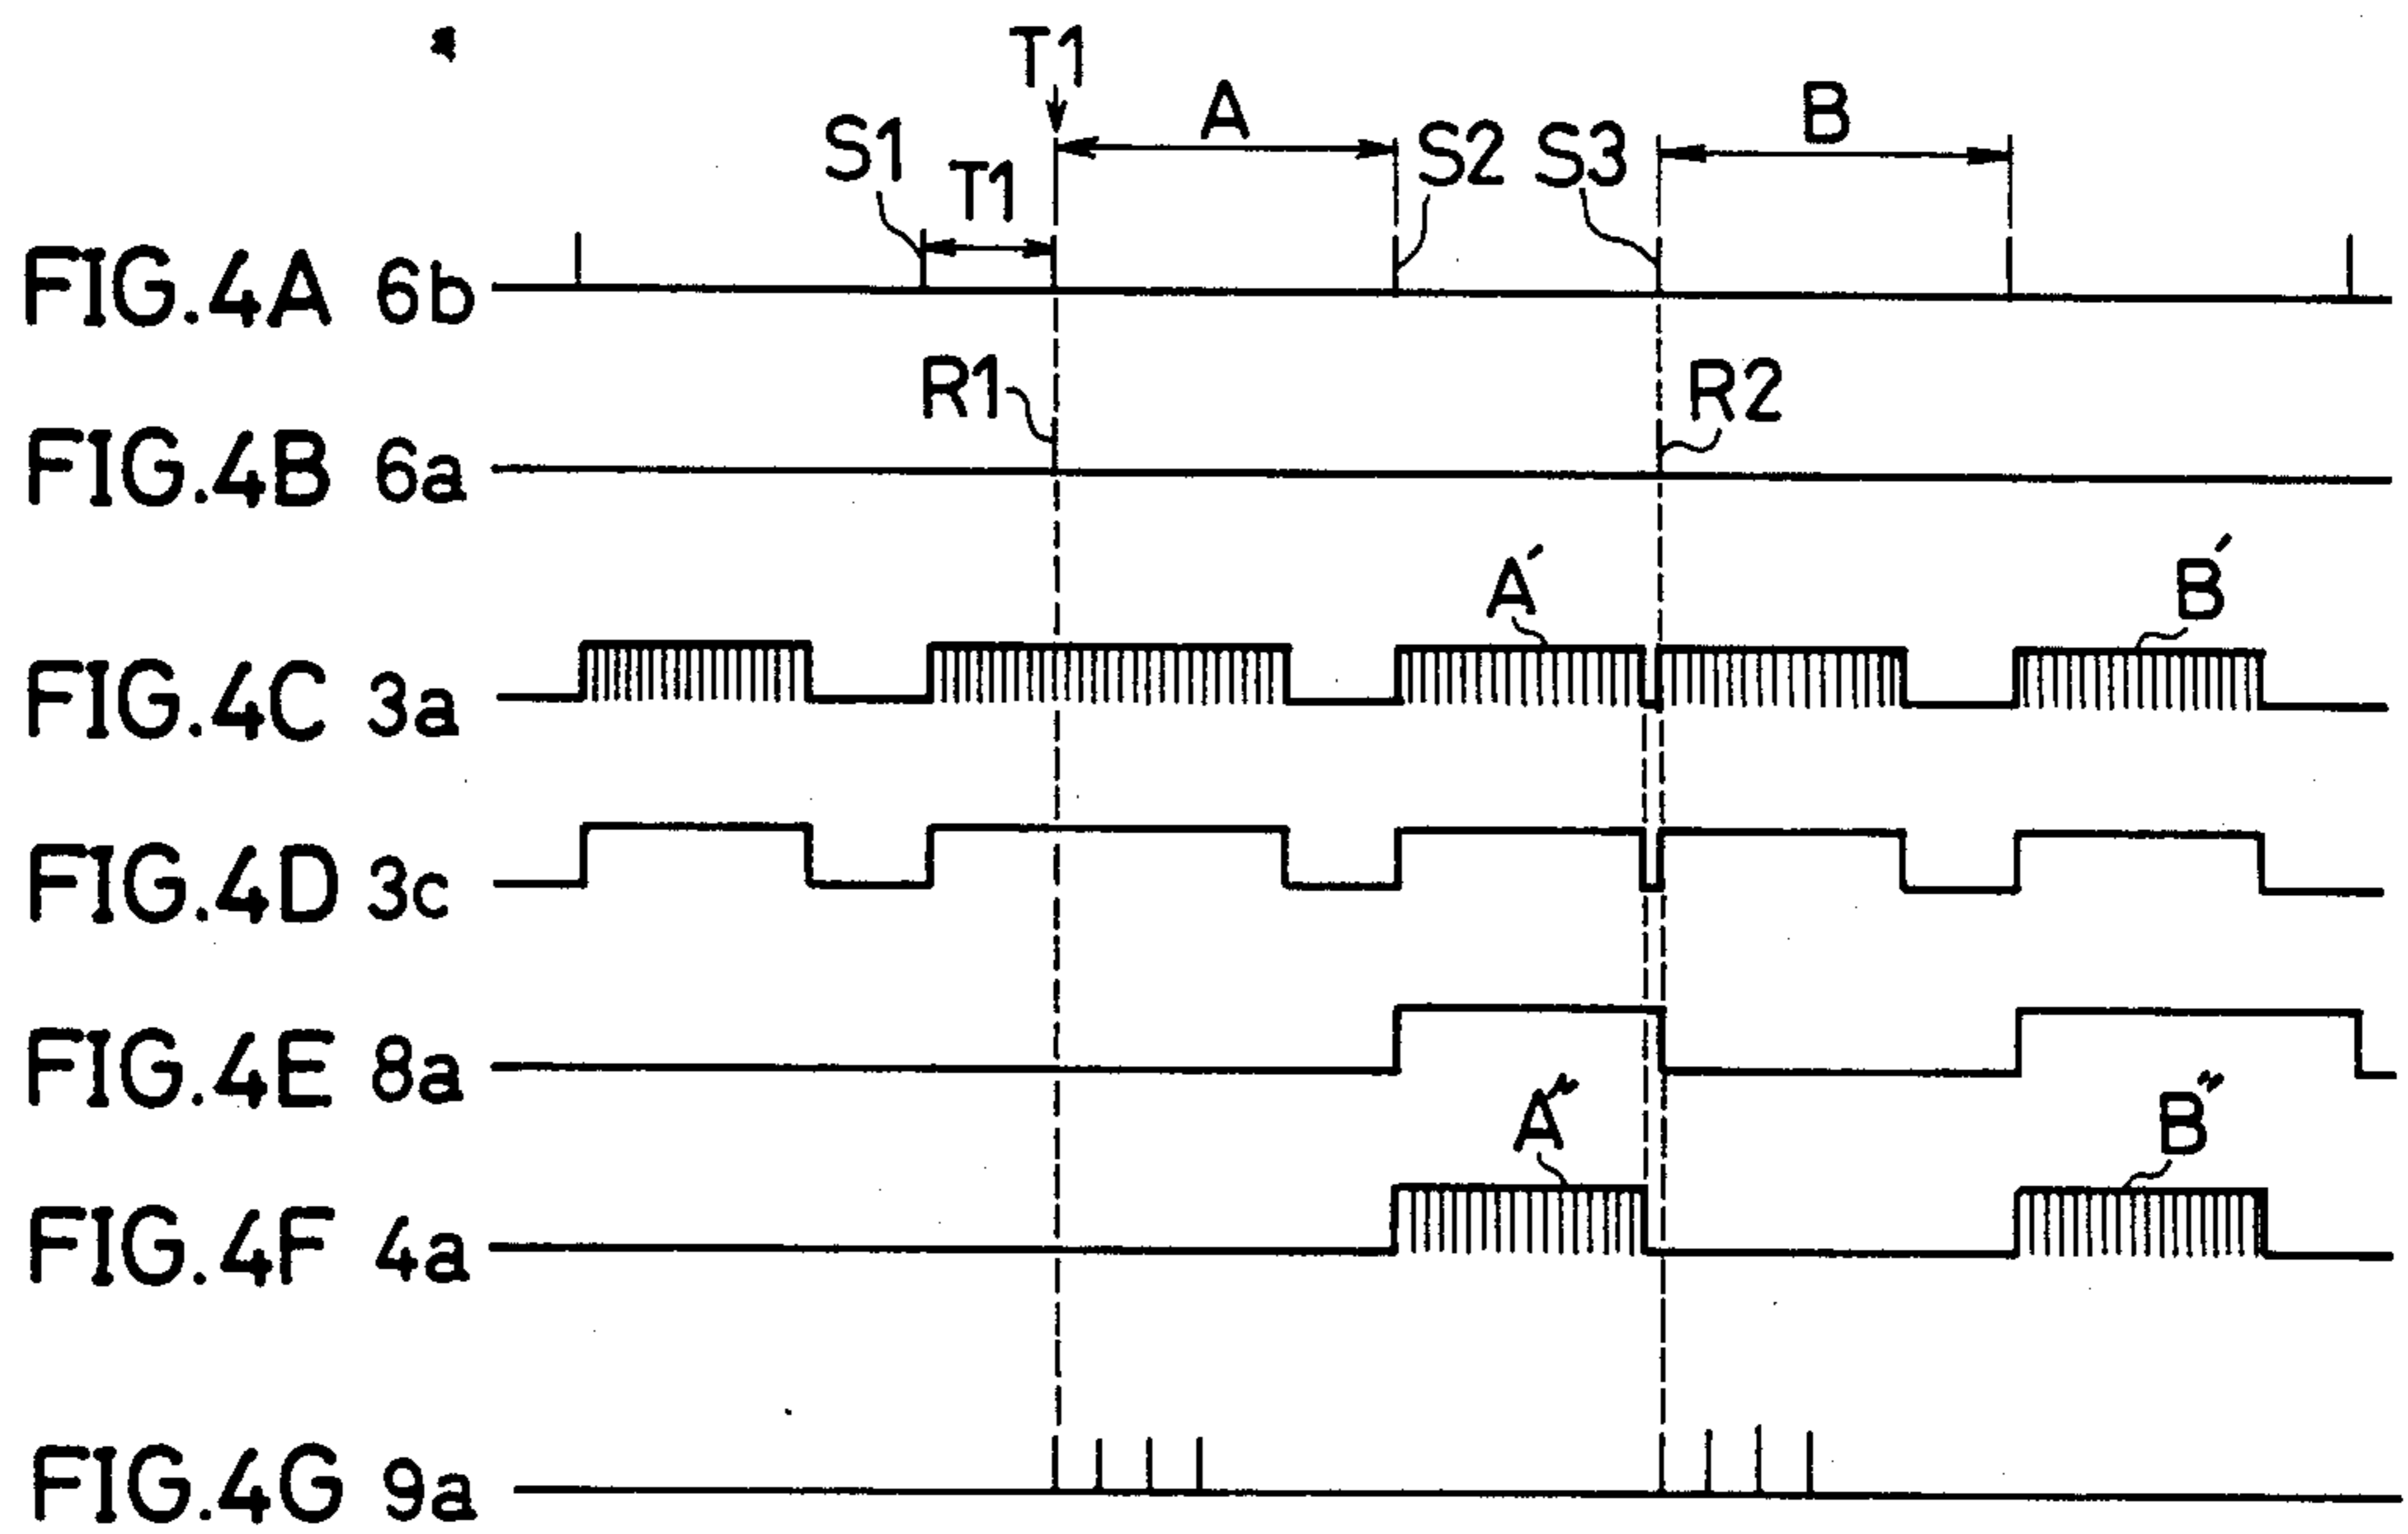 T1
A
B
S1
T1
S2
S3
FIG.4A 6b
R1
R2
FIG.4B 6a
A′
B′
FIG.4C 3a
FIG.4D 3c
FIG.4E 8a
A″
B″
FIG.4F 4a
FIG.4G 9a